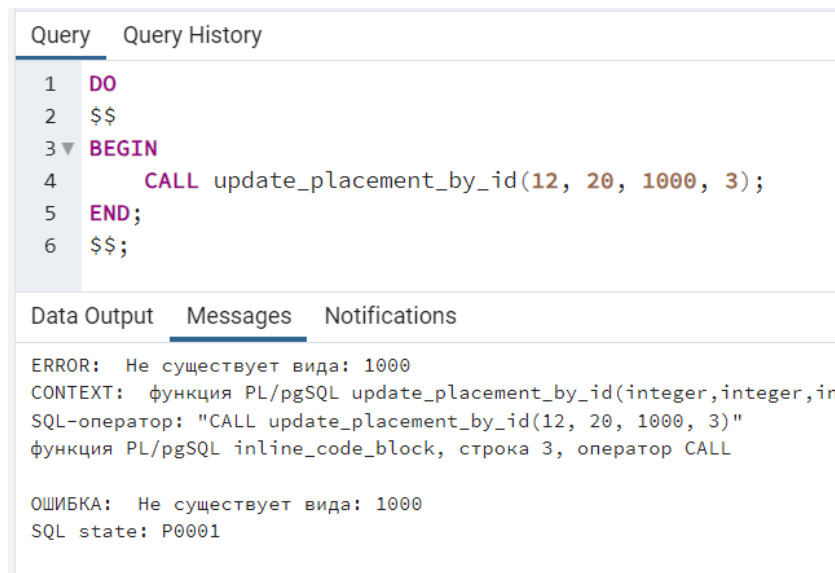 Query Query History
1 DO
2 $$
3 BEGIN
4 CALL update_placement_by_id(12, 20, 1000, 3);
5 END;
6 $$;
Data Output Messages Notifications
ERROR:  Не существует вида: 1000
CONTEXT:  функция PL/pgSQL update_placement_by_id(integer,integer,in
SQL-оператор: "CALL update_placement_by_id(12, 20, 1000, 3)"
функция PL/pgSQL inline_code_block, строка 3, оператор CALL
ОШИБКА:  Не существует вида: 1000
SQL state: P0001